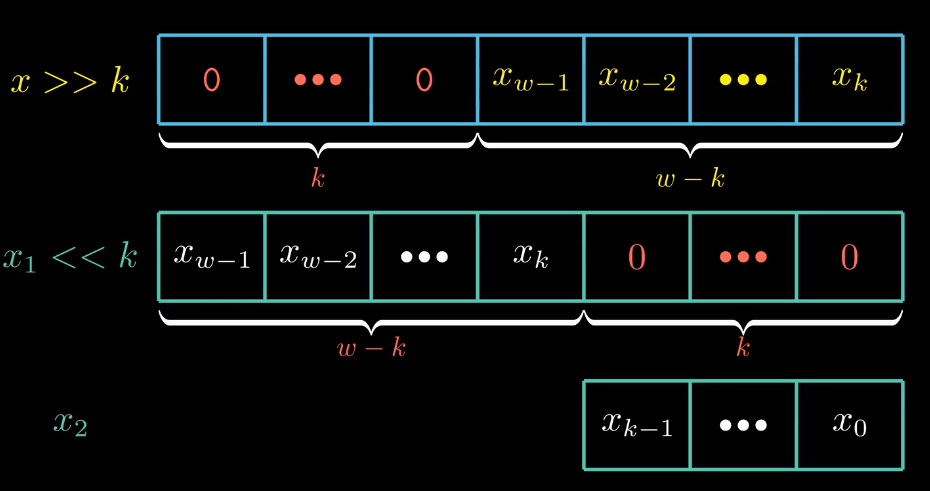 x >> k 0 ••• 0 x_{w−1} x_{w−2} ••• x_k
k w − k
x_1 << k x_{w−1} x_{w−2} ••• x_k 0 ••• 0
w − k k
x_2 x_{k−1} ••• x_0